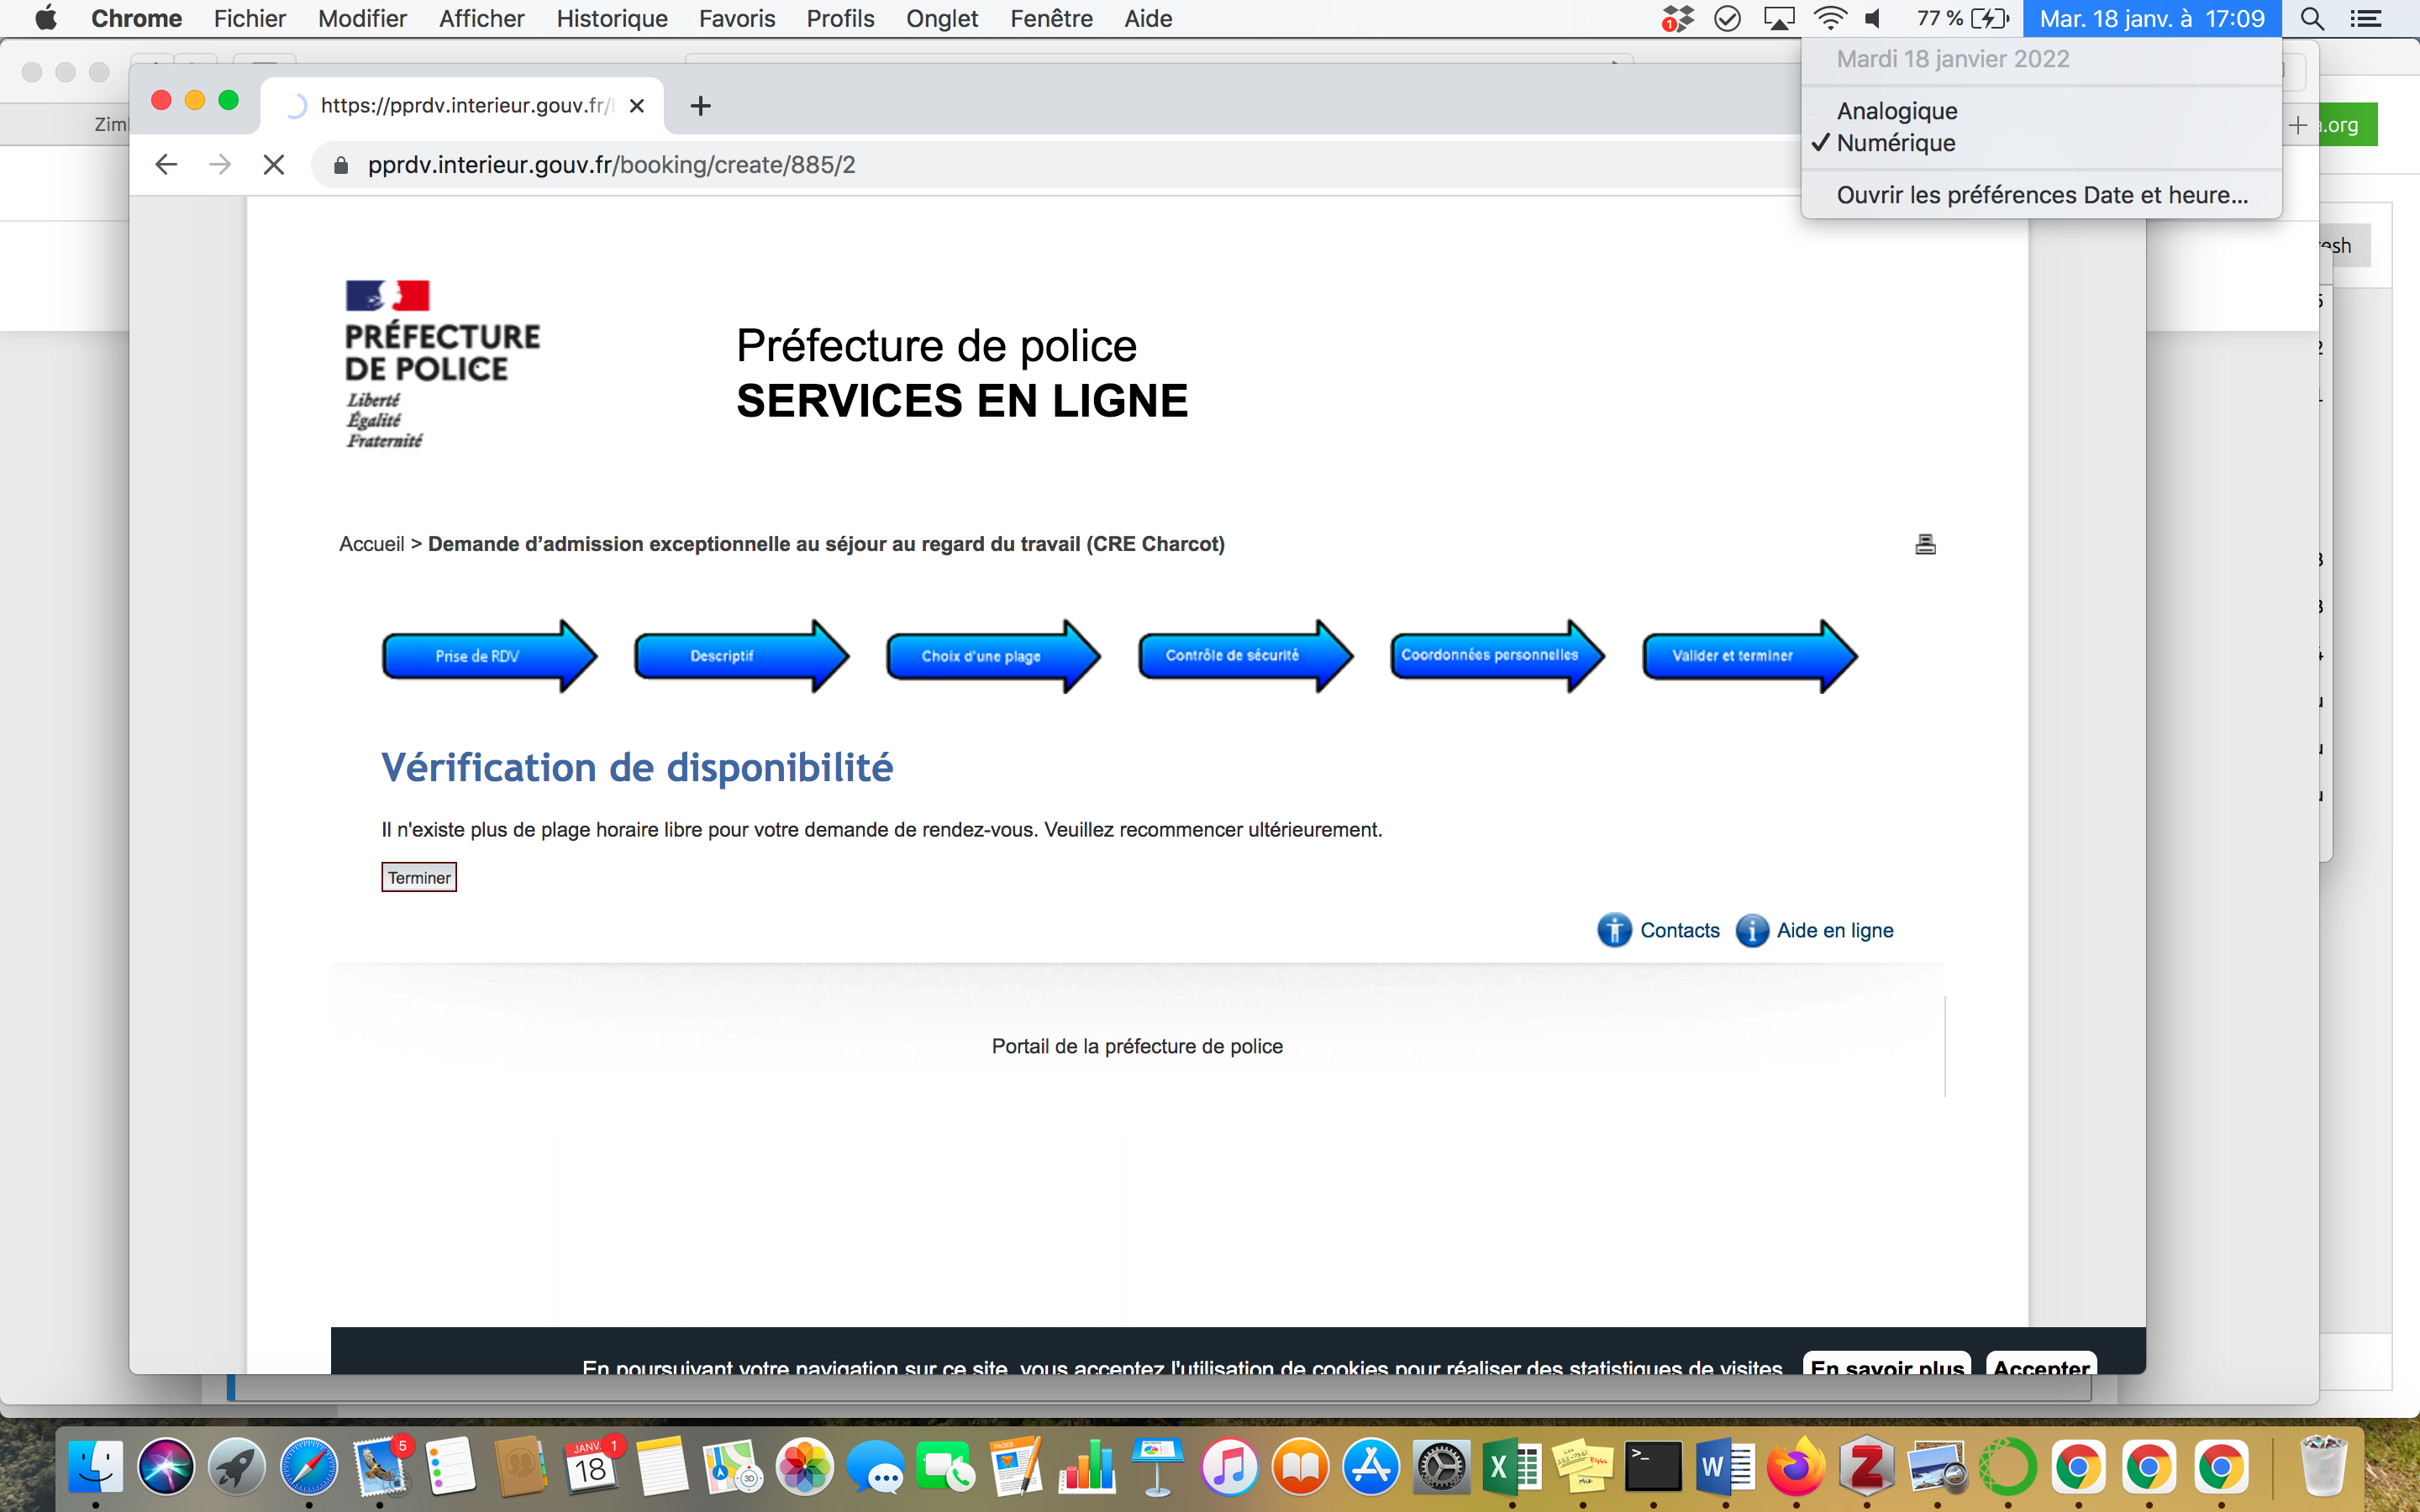 Chrome Fichier Modifier Afficher Historique Favoris Profils Onglet Fenêtre Aide 1 77 % Mar. 18 janv. à 17:09
Mardi 18 janvier 2022
Analogique
✓ Numérique
Ouvrir les préférences Date et heure...
https://pprdv.interieur.gouv.fr/
pprdv.interieur.gouv.fr/booking/create/885/2
PRÉFECTURE
DE POLICE
Liberté
Égalité
Fraternité
Préfecture de police
SERVICES EN LIGNE
Accueil > Demande d’admission exceptionnelle au séjour au regard du travail (CRE Charcot)
Prise de RDV Descriptif Choix d'une plage Contrôle de sécurité Coordonnées personnelles Valider et terminer
Vérification de disponibilité
Il n'existe plus de plage horaire libre pour votre demande de rendez-vous. Veuillez recommencer ultérieurement.
Terminer
Contacts Aide en ligne
Portail de la préfecture de police
En poursuivant votre navigation sur ce site, vous acceptez l'utilisation de cookies pour réaliser des statistiques de visites En savoir plus Accepter
5 JANV. 1
18 PAGES